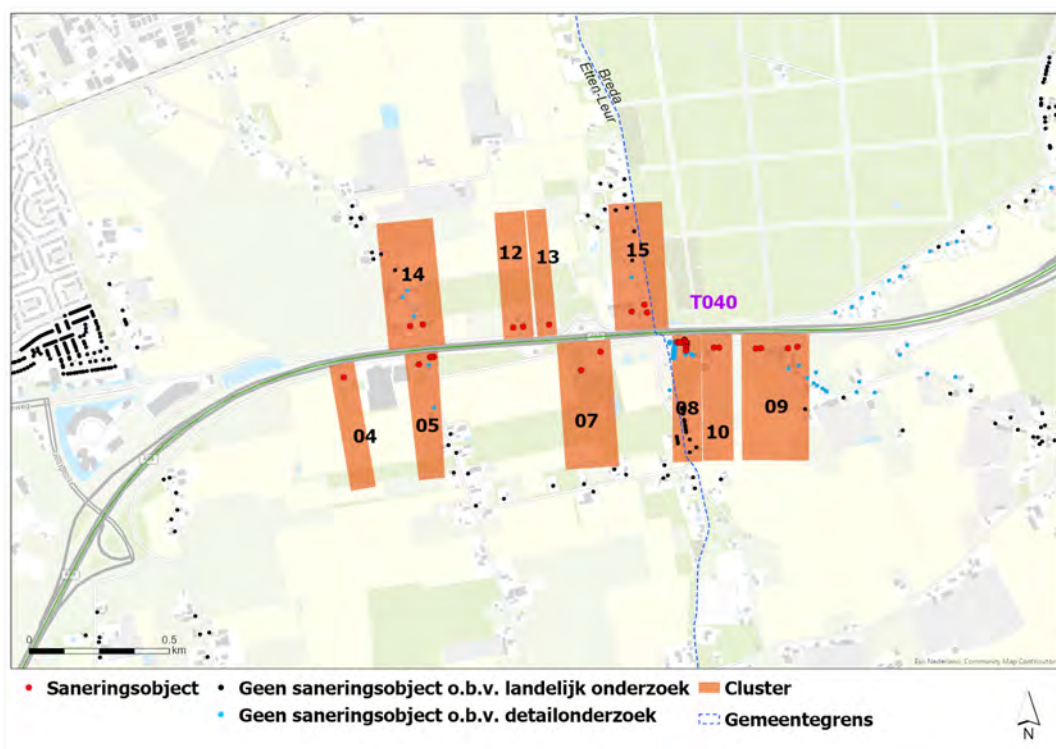 Breda
Etten-Leur
12
13
15
14
T040
04
05
07
08
10
09
0 0.5
km
Esri Nederland, Community Map Contributors
Saneringsobject
Geen saneringsobject o.b.v. landelijk onderzoek
Cluster
Geen saneringsobject o.b.v. detailonderzoek
Gemeentegrens
N